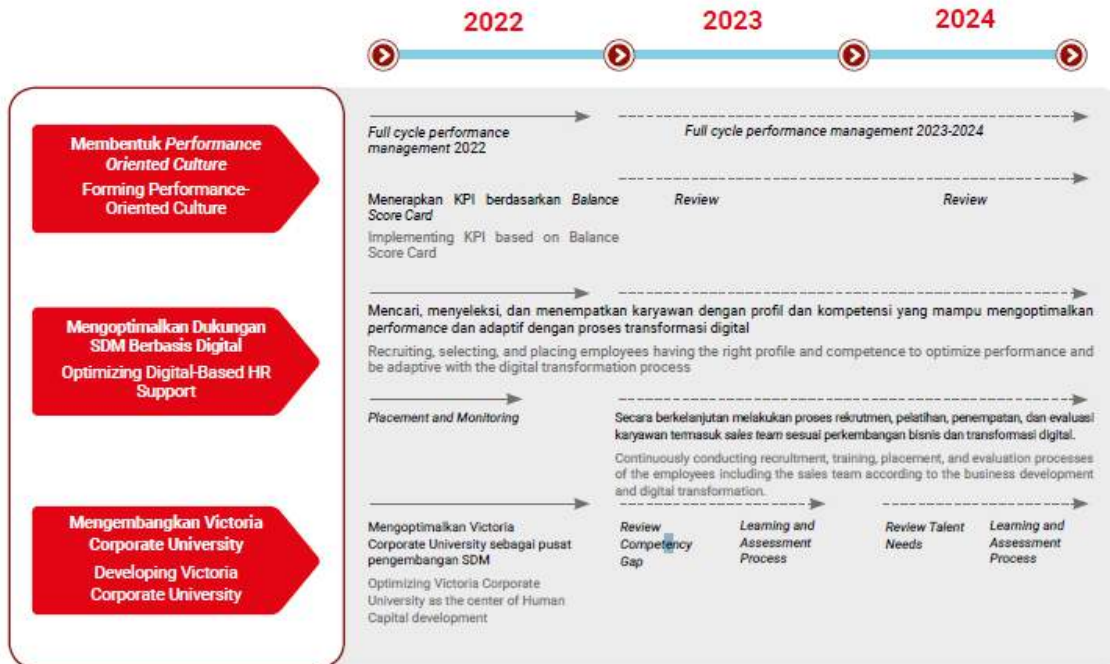 2022
2023
2024
Membentuk Performance
Oriented Culture
Forming Performance-
Oriented Culture
Full cycle performance
management 2022
Full cycle performance management 2023-2024
Menerapkan KPI berdasarkan Balance
Score Card
Implementing KPI based on Balance
Score Card
Review
Review
Mengoptimalkan Dukungan
SDM Berbasis Digital
Optimizing Digital-Based HR
Support
Mencari, menyeleksi, dan menempatkan karyawan dengan profil dan kompetensi yang mampu mengoptimalkan
performance dan adaptif dengan proses transformasi digital
Recruiting, selecting, and placing employees having the right profile and competence to optimize performance and
be adaptive with the digital transformation process
Placement and Monitoring
Secara berkelanjutan melakukan proses rekrutmen, pelatihan, penempatan, dan evaluasi
karyawan termasuk sales team sesuai perkembangan bisnis dan transformasi digital.
Continuously conducting recruitment, training, placement, and evaluation processes
of the employees including the sales team according to the business development
and digital transformation.
Mengembangkan Victoria
Corporate University
Developing Victoria
Corporate University
Mengoptimalkan Victoria
Corporate University sebagai pusat
pengembangan SDM
Optimizing Victoria Corporate
University as the center of Human
Capital development
Review
Competency
Gap
Learning and
Assessment
Process
Review Talent
Needs
Learning and
Assessment
Process